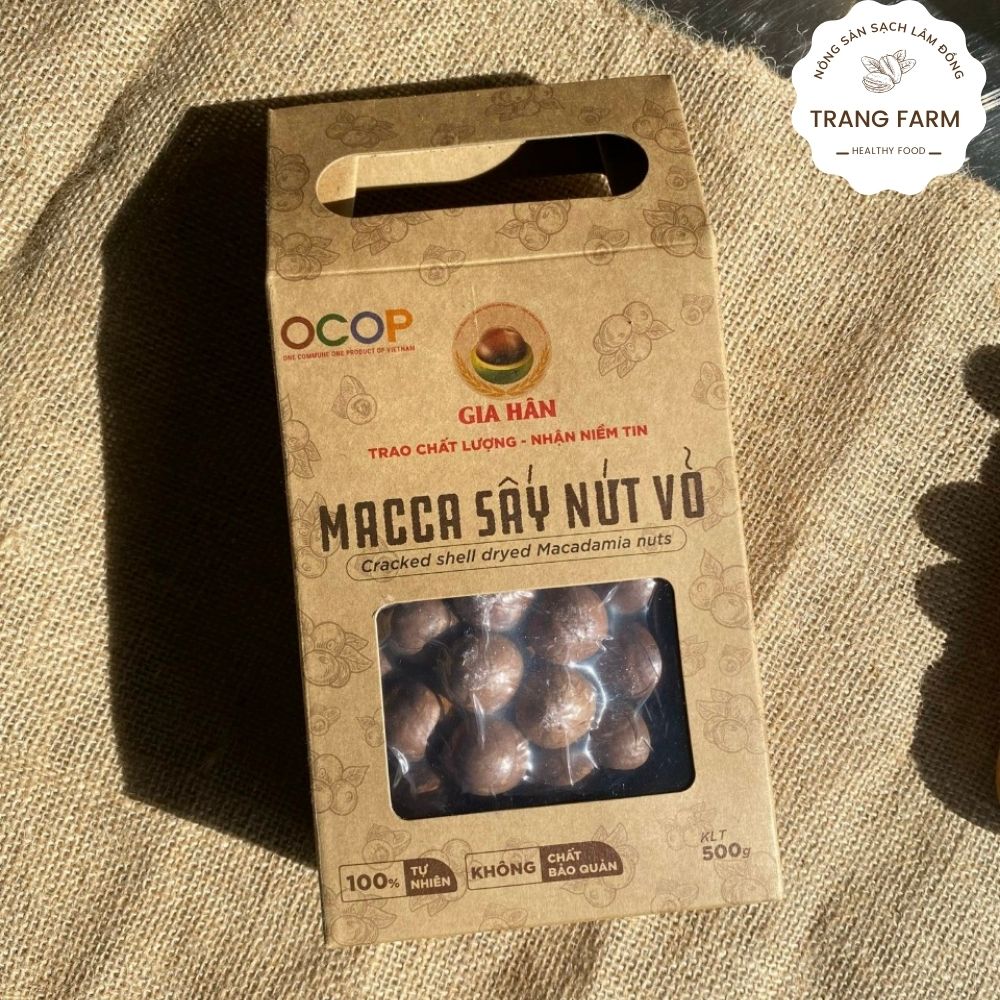 NÔNG SẢN SẠCH LÂM ĐỒNG
TRANG FARM
HEALTHY FOOD
OCOP
ONE COMMUNE ONE PRODUCT OF VIETNAM
GIA HÂN
TRAO CHẤT LƯỢNG - NHẬN NIỀM TIN
MACCA SẤY NỨT VỎ
Cracked shell dryed Macadamia nuts
100% TỰ NHIÊN
KHÔNG CHẤT BẢO QUẢN
KLT
500g